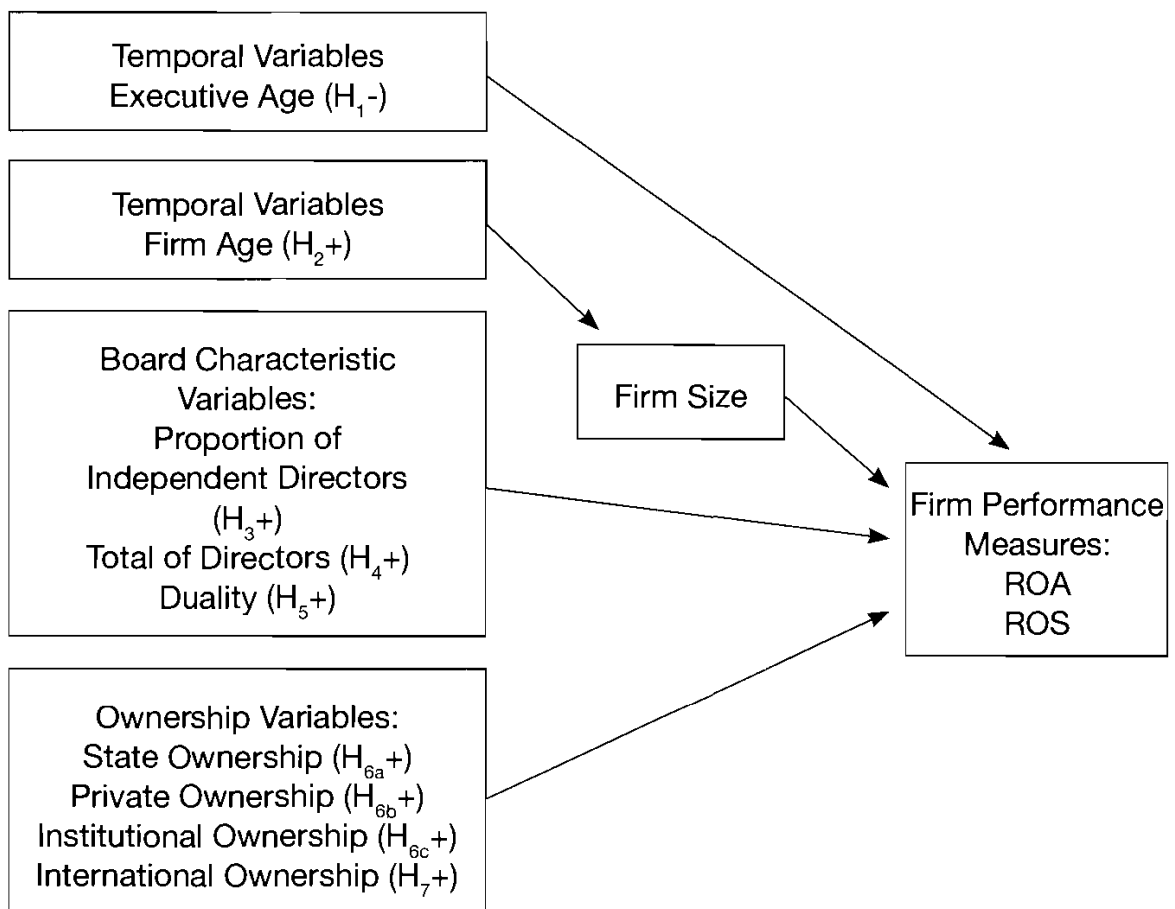 Temporal Variables
Executive Age (H₁-)
Temporal Variables
Firm Age (H₂+)
Board Characteristic
Variables:
Proportion of
Independent Directors
(H₃+)
Total of Directors (H₄+)
Duality (H₅+)
Ownership Variables:
State Ownership (H₆ₐ+)
Private Ownership (H6b+)
Institutional Ownership (H6c+)
International Ownership (H₇+)
Firm Size
Firm Performance
Measures:
ROA
ROS